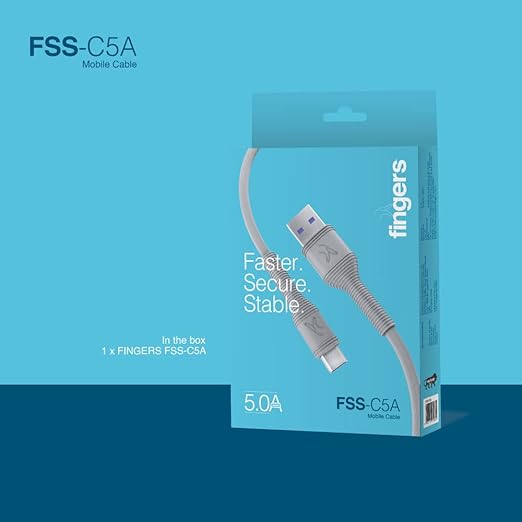 FSS-C5A
Mobile Cable
fingers
Faster.
Secure.
Stable.
In the box
1 x FINGERS FSS-C5A
5.0A
FSS-C5A
Mobile Cable